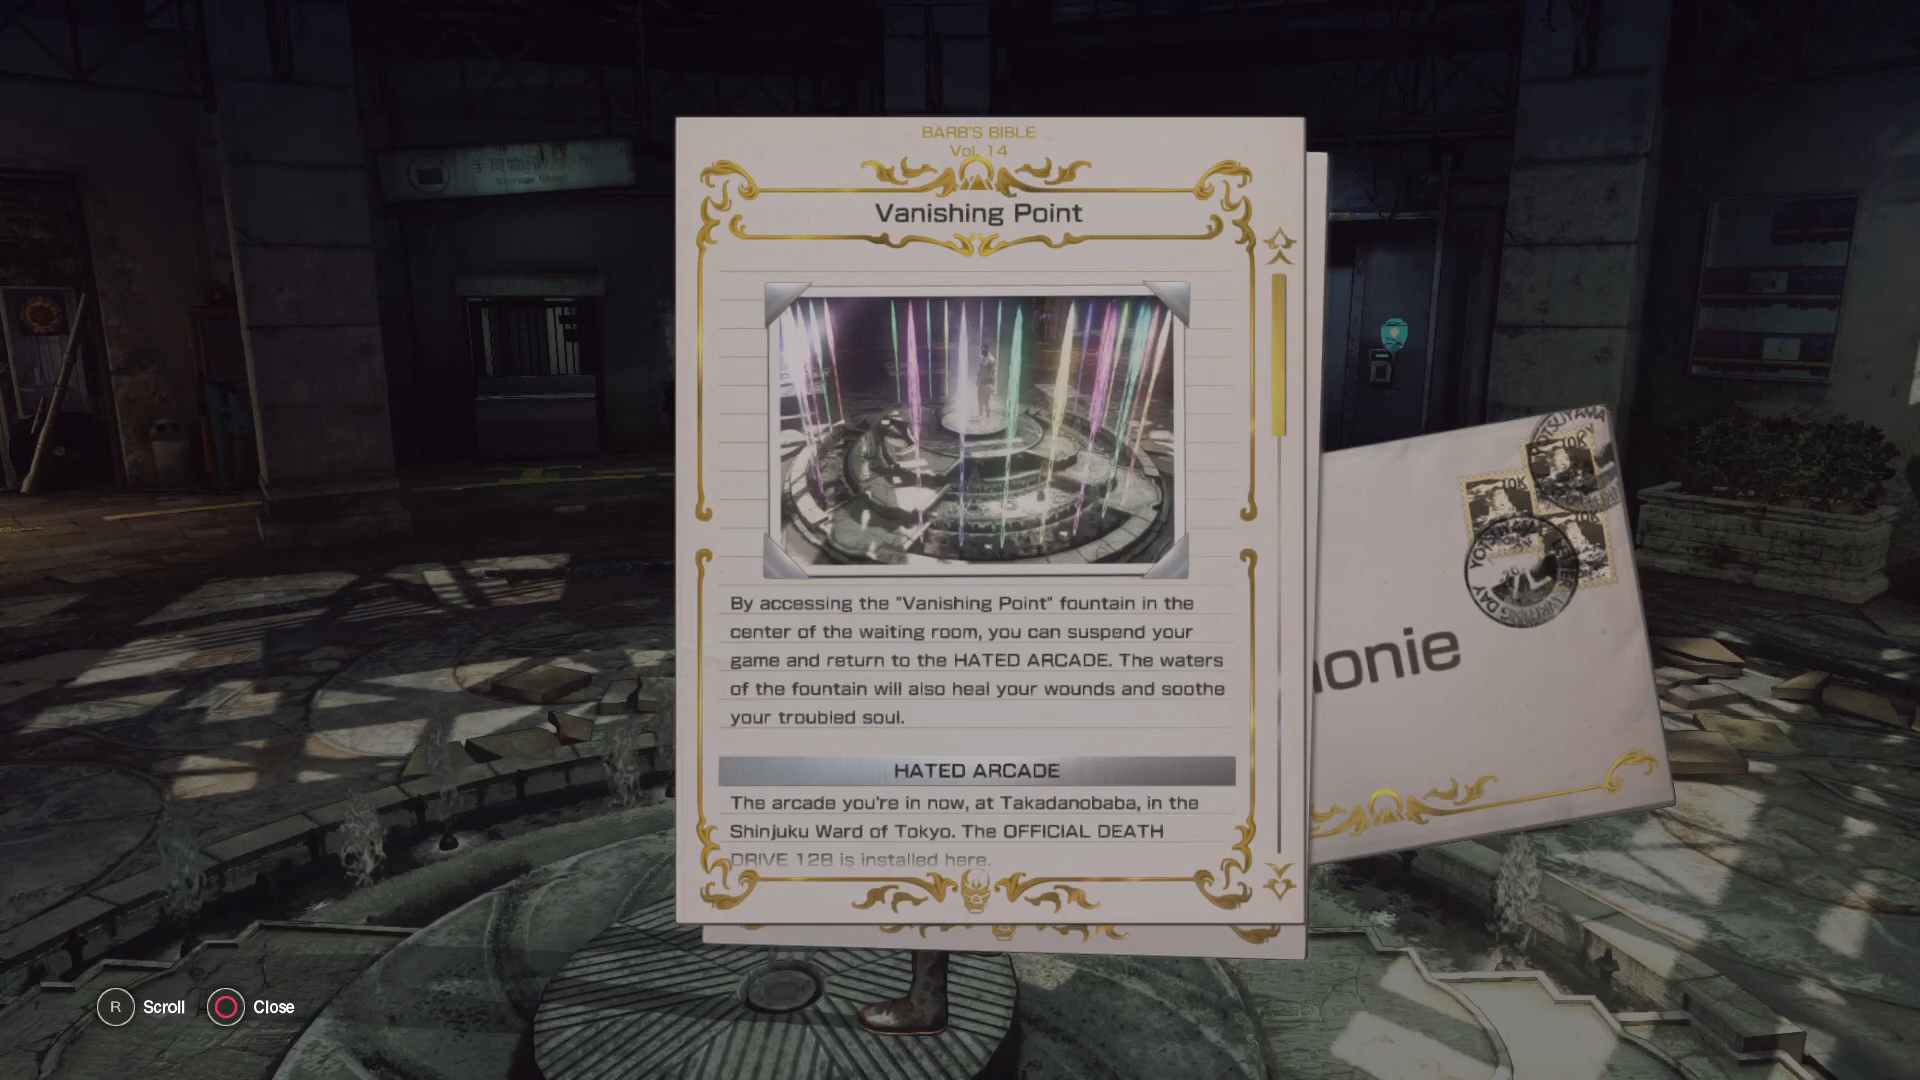 BARB'S BIBLE
Vol. 14
Vanishing Point
By accessing the "Vanishing Point" fountain in the
center of the waiting room, you can suspend your
game and return to the HATED ARCADE. The waters
of the fountain will also heal your wounds and soothe
your troubled soul.
HATED ARCADE
The arcade you're in now, at Takadanobaba, in the
Shinjuku Ward of Tokyo. The OFFICIAL DEATH
DRIVE 128 is installed here.
10K
10K
10K
onie
R Scroll
Close